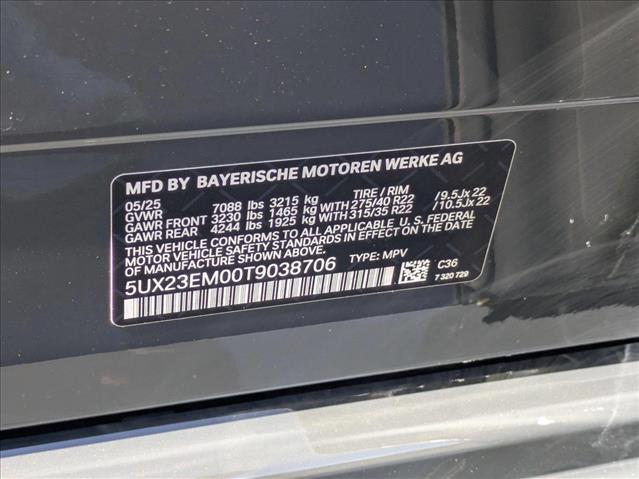 MFD BY BAYERISCHE MOTOREN WERKE AG
05/25
GVWR 7088 lbs 3215 kg TIRE / RIM
GAWR FRONT 3230 lbs 1465 kg WITH 275/40 R22 /9.5Jx22
GAWR REAR 4244 lbs 1925 kg WITH 315/35 R22 /10.5Jx22
THIS VEHICLE CONFORMS TO ALL APPLICABLE U. S. FEDERAL
MOTOR VEHICLE SAFETY STANDARDS IN EFFECT ON THE DATE
OF MANUFACTURE SHOWN ABOVE.
5UX23EM00T9038706 TYPE: MPV C36
7 320 729